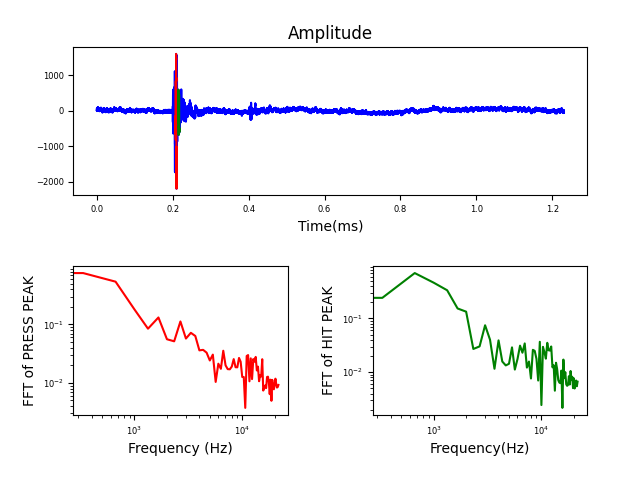 Amplitude
1000
0
−1000
−2000
0.0 0.2 0.4 0.6 0.8 1.0 1.2
Time(ms)
FFT of PRESS PEAK
10⁻¹
10⁻²
10³ 10⁴
Frequency (Hz)
FFT of HIT PEAK
10⁻¹
10⁻²
10³ 10⁴
Frequency(Hz)